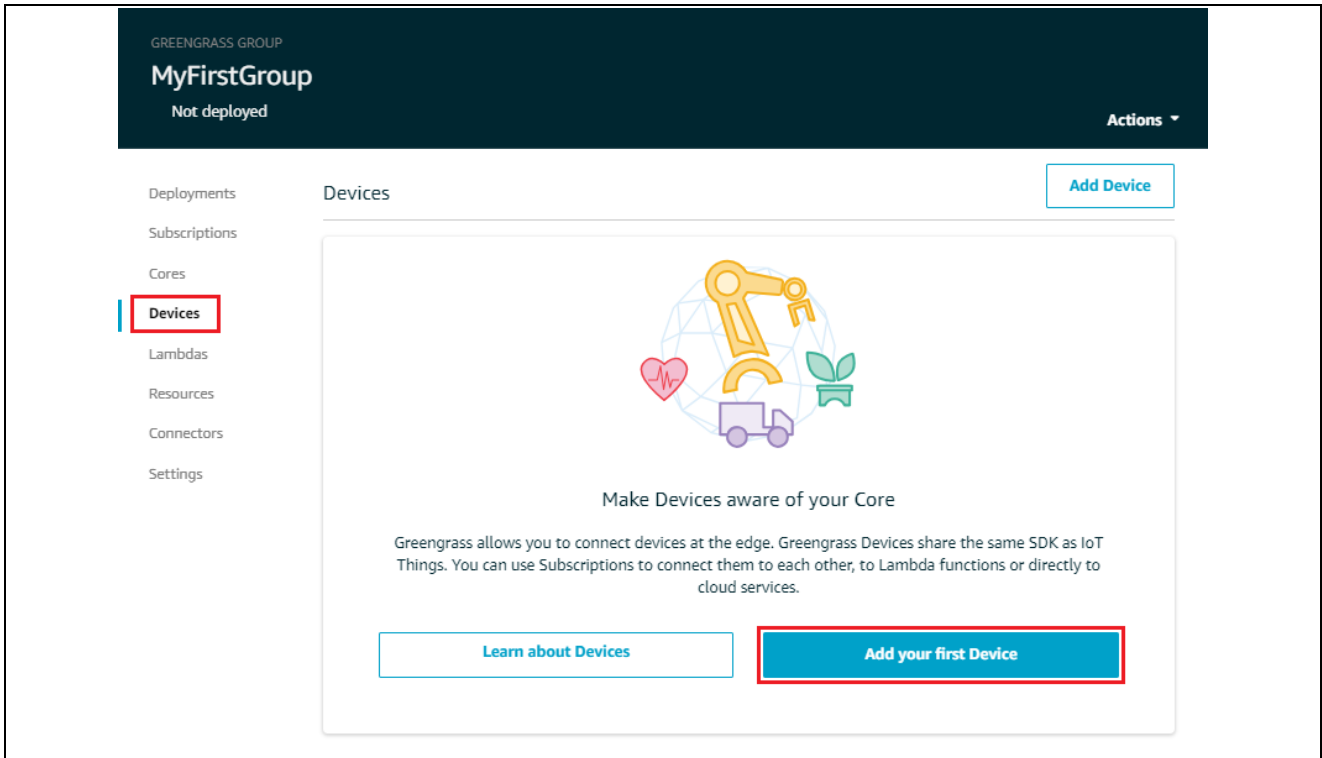 GREENGRASS GROUP
MyFirstGroup
Not deployed
Actions
Deployments
Subscriptions
Cores
Devices
Lambdas
Resources
Connectors
Settings
Devices
Add Device
Make Devices aware of your Core
Greengrass allows you to connect devices at the edge. Greengrass Devices share the same SDK as IoT
Things. You can use Subscriptions to connect them to each other, to Lambda functions or directly to
cloud services.
Learn about Devices
Add your first Device